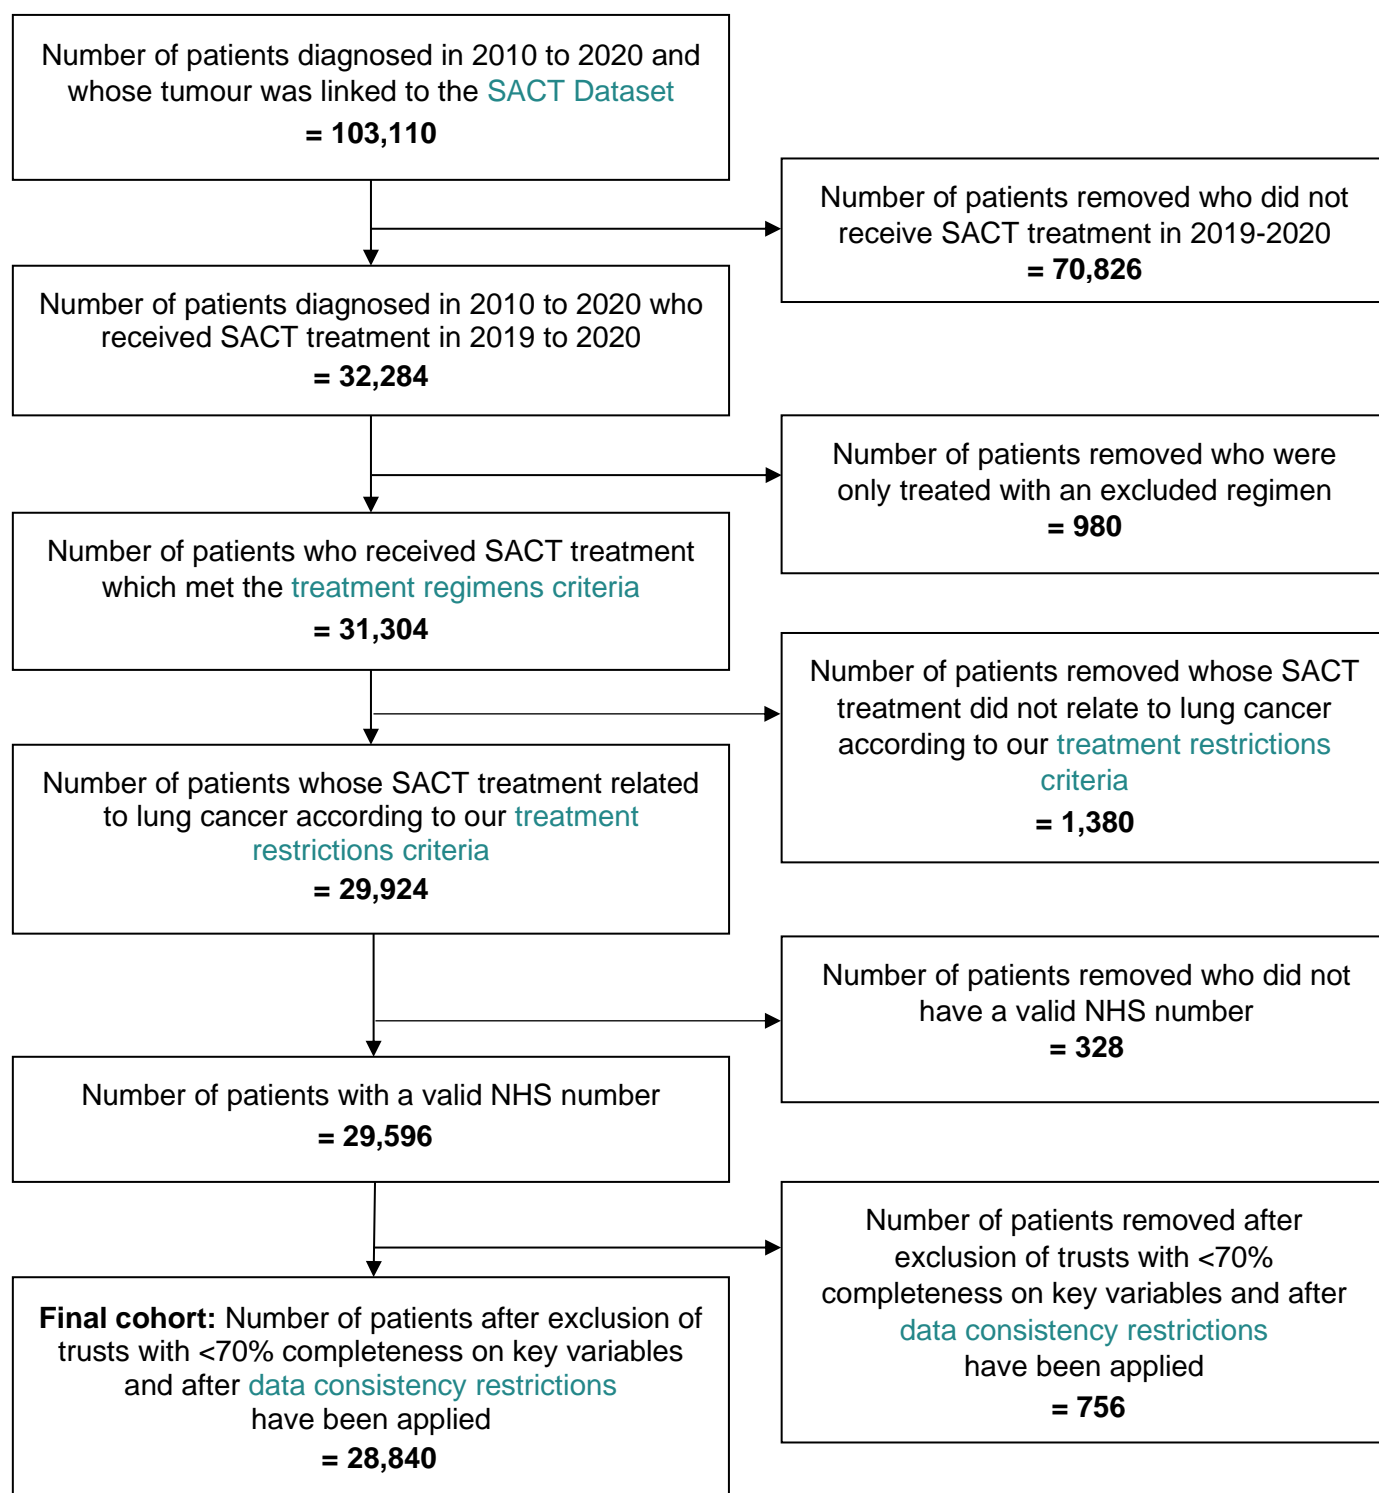 Number of patients diagnosed in 2010 to 2020 and
whose tumour was linked to the SACT Dataset
= 103,110
Number of patients removed who did not
receive SACT treatment in 2019-2020
= 70,826
Number of patients diagnosed in 2010 to 2020 who
received SACT treatment in 2019 to 2020
= 32,284
Number of patients removed who were
only treated with an excluded regimen
= 980
Number of patients who received SACT treatment
which met the treatment regimens criteria
= 31,304
Number of patients removed whose SACT
treatment did not relate to lung cancer
according to our treatment restrictions
criteria
= 1,380
Number of patients whose SACT treatment related
to lung cancer according to our treatment
restrictions criteria
= 29,924
Number of patients removed who did not
have a valid NHS number
= 328
Number of patients with a valid NHS number
= 29,596
Number of patients removed after
exclusion of trusts with <70%
completeness on key variables and after
data consistency restrictions
have been applied
= 756
Final cohort: Number of patients after exclusion of
trusts with <70% completeness on key variables
and after data consistency restrictions
have been applied
= 28,840